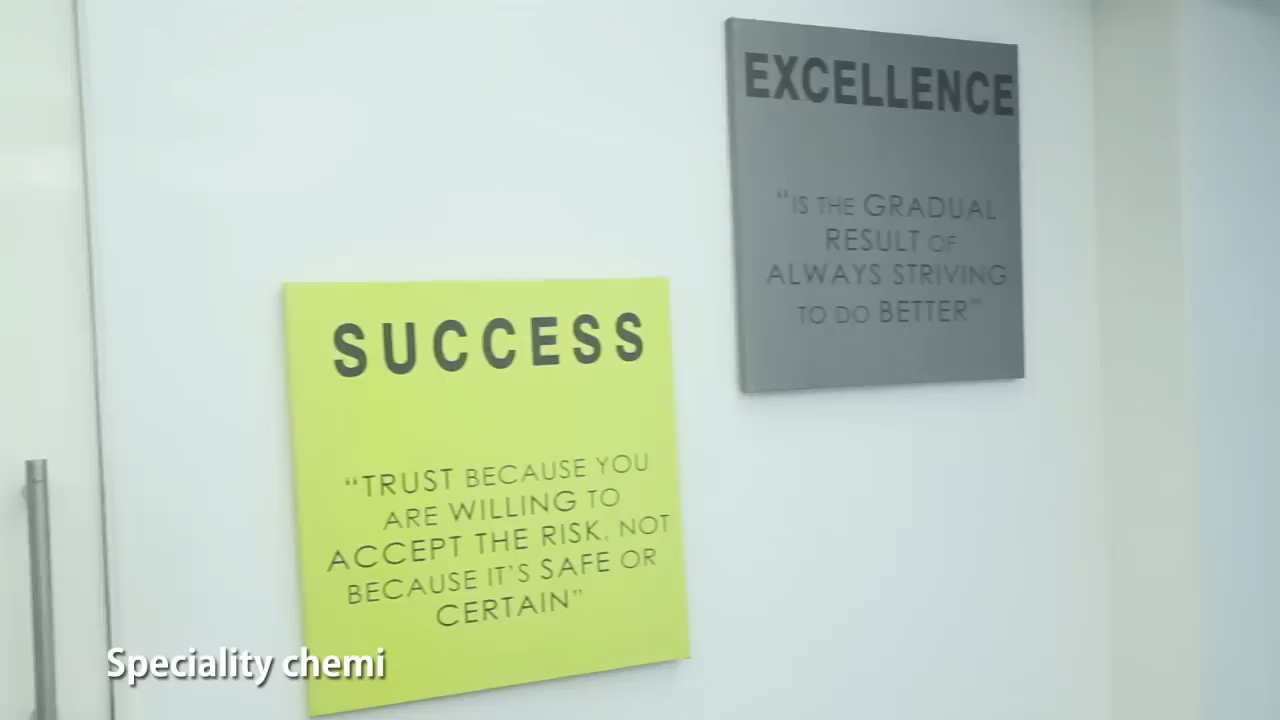 EXCELLENCE
“IS THE GRADUAL
RESULT OF
ALWAYS STRIVING
TO DO BETTER”
SUCCESS
“TRUST BECAUSE YOU
ARE WILLING TO
ACCEPT THE RISK, NOT
BECAUSE IT'S SAFE OR
CERTAIN”
Speciality chemi